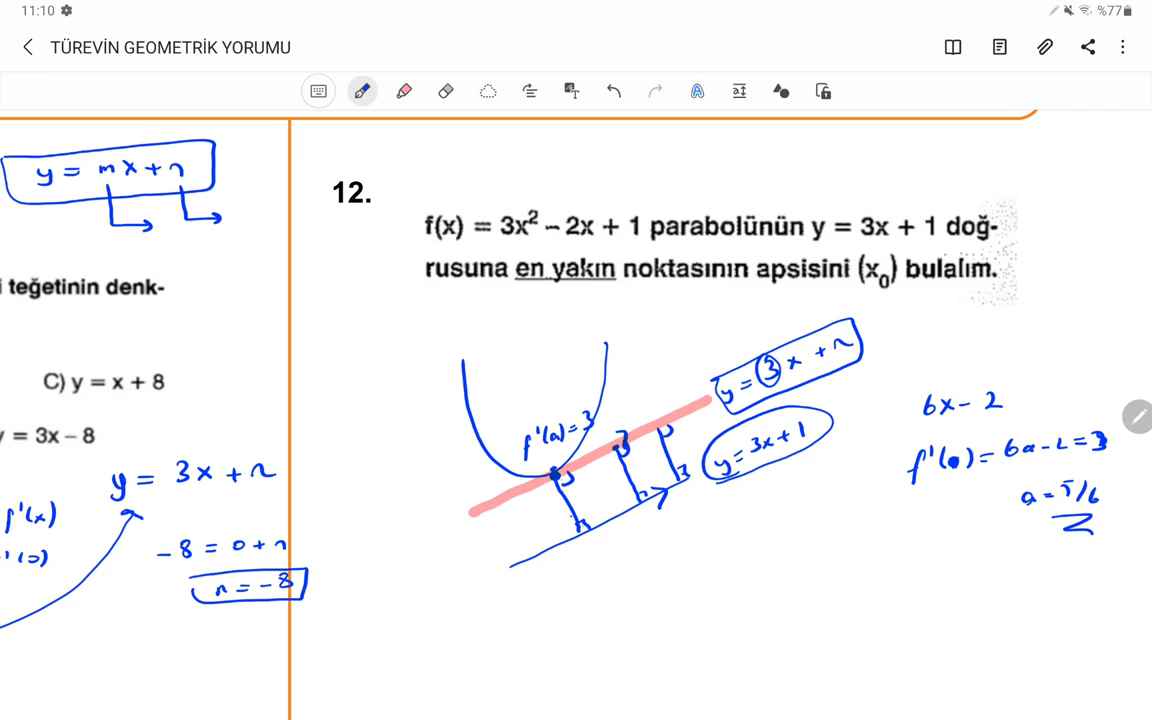 11:10
%77
TÜREVİN GEOMETRİK YORUMU
y = mx + n
i teğetinin denk-
C) y = x + 8
y = 3x – 8
y = 3x + n
f'(x)
-8 = 0 + n
n = -8
12.
f(x) = 3x² – 2x + 1 parabolünün y = 3x + 1 doğ-
rusuna en yakın noktasının apsisini (x₀) bulalım.
y = 3x + n
f'(a) = 3
y = 3x + 1
6x - 2
f'(a) = 6a - 2 = 3
a = 5/6